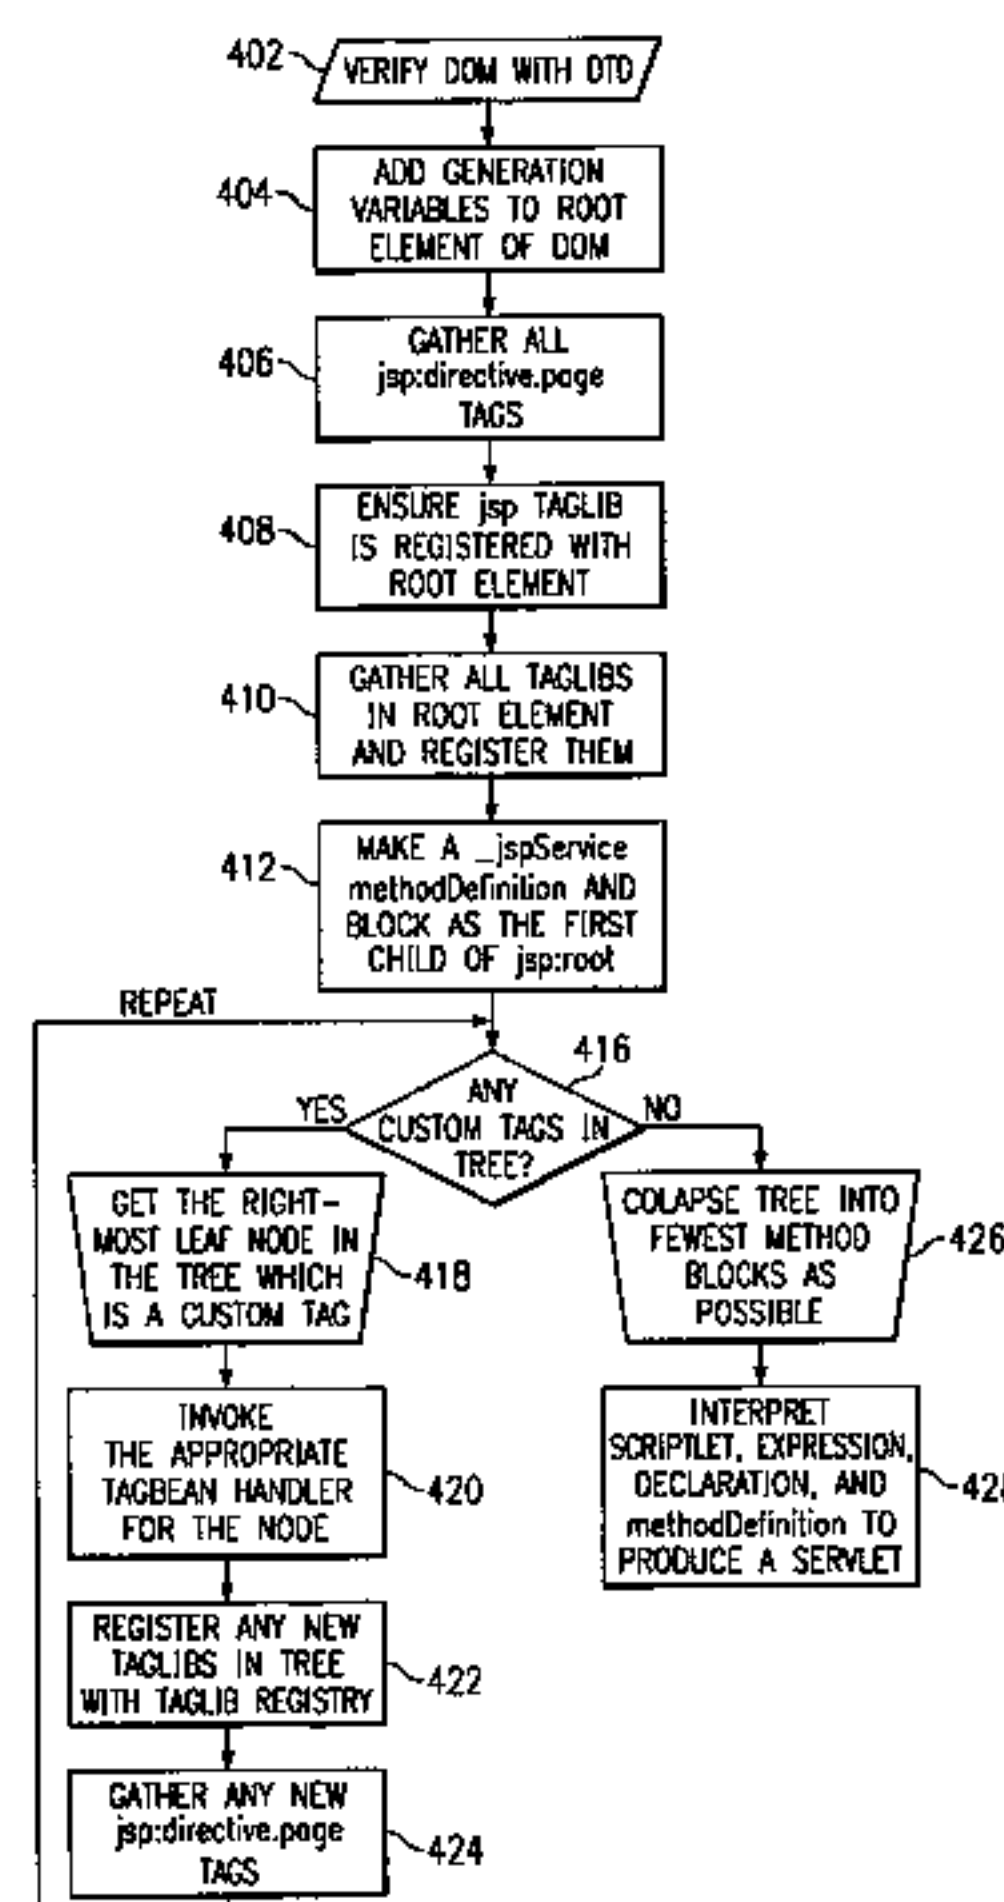 402
VERIFY DOM WITH DTD
404
ADD GENERATION
VARIABLES TO ROOT
ELEMENT OF DOM
406
GATHER ALL
jsp:directive.page
TAGS
408
ENSURE jsp TAGLIB
IS REGISTERED WITH
ROOT ELEMENT
410
GATHER ALL TAGLIBS
IN ROOT ELEMENT
AND REGISTER THEM
412
MAKE A _jspService
methodDefinition AND
BLOCK AS THE FIRST
CHILD OF jsp:root
REPEAT
416
ANY
CUSTOM TAGS IN
TREE?
YES
NO
GET THE RIGHT-
MOST LEAF NODE IN
THE TREE WHICH
IS A CUSTOM TAG
418
COLAPSE TREE INTO
FEWEST METHOD
BLOCKS AS
POSSIBLE
426
INVOKE
THE APPROPRIATE
TAGBEAN HANDLER
FOR THE NODE
420
INTERPRET
SCRIPTLET, EXPRESSION,
DECLARATION, AND
methodDefinition TO
PRODUCE A SERVLET
REGISTER ANY NEW
TAGLIBS IN TREE
WITH TAGLIB REGISTRY
422
GATHER ANY NEW
jsp:directive.page
TAGS
424